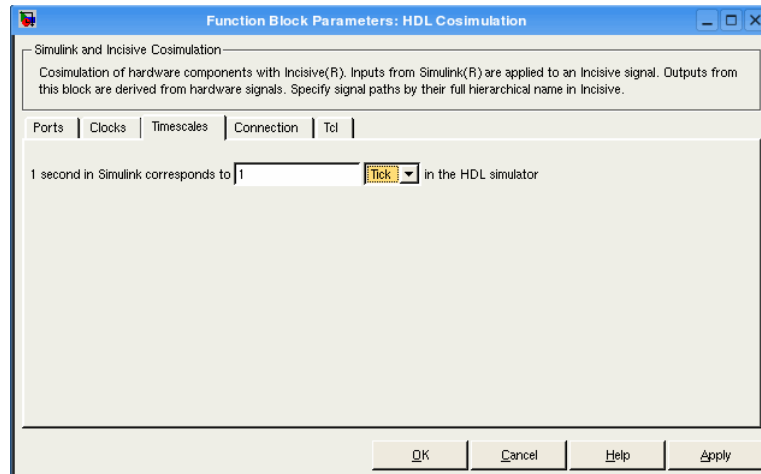 Function Block Parameters: HDL Cosimulation
Simulink and Incisive Cosimulation
Cosimulation of hardware components with Incisive(R). Inputs from Simulink(R) are applied to an Incisive signal. Outputs from
this block are derived from hardware signals. Specify signal paths by their full hierarchical name in Incisive.
Ports Clocks Timescales Connection Tcl
1 second in Simulink corresponds to 1 Tick in the HDL simulator
OK Cancel Help Apply